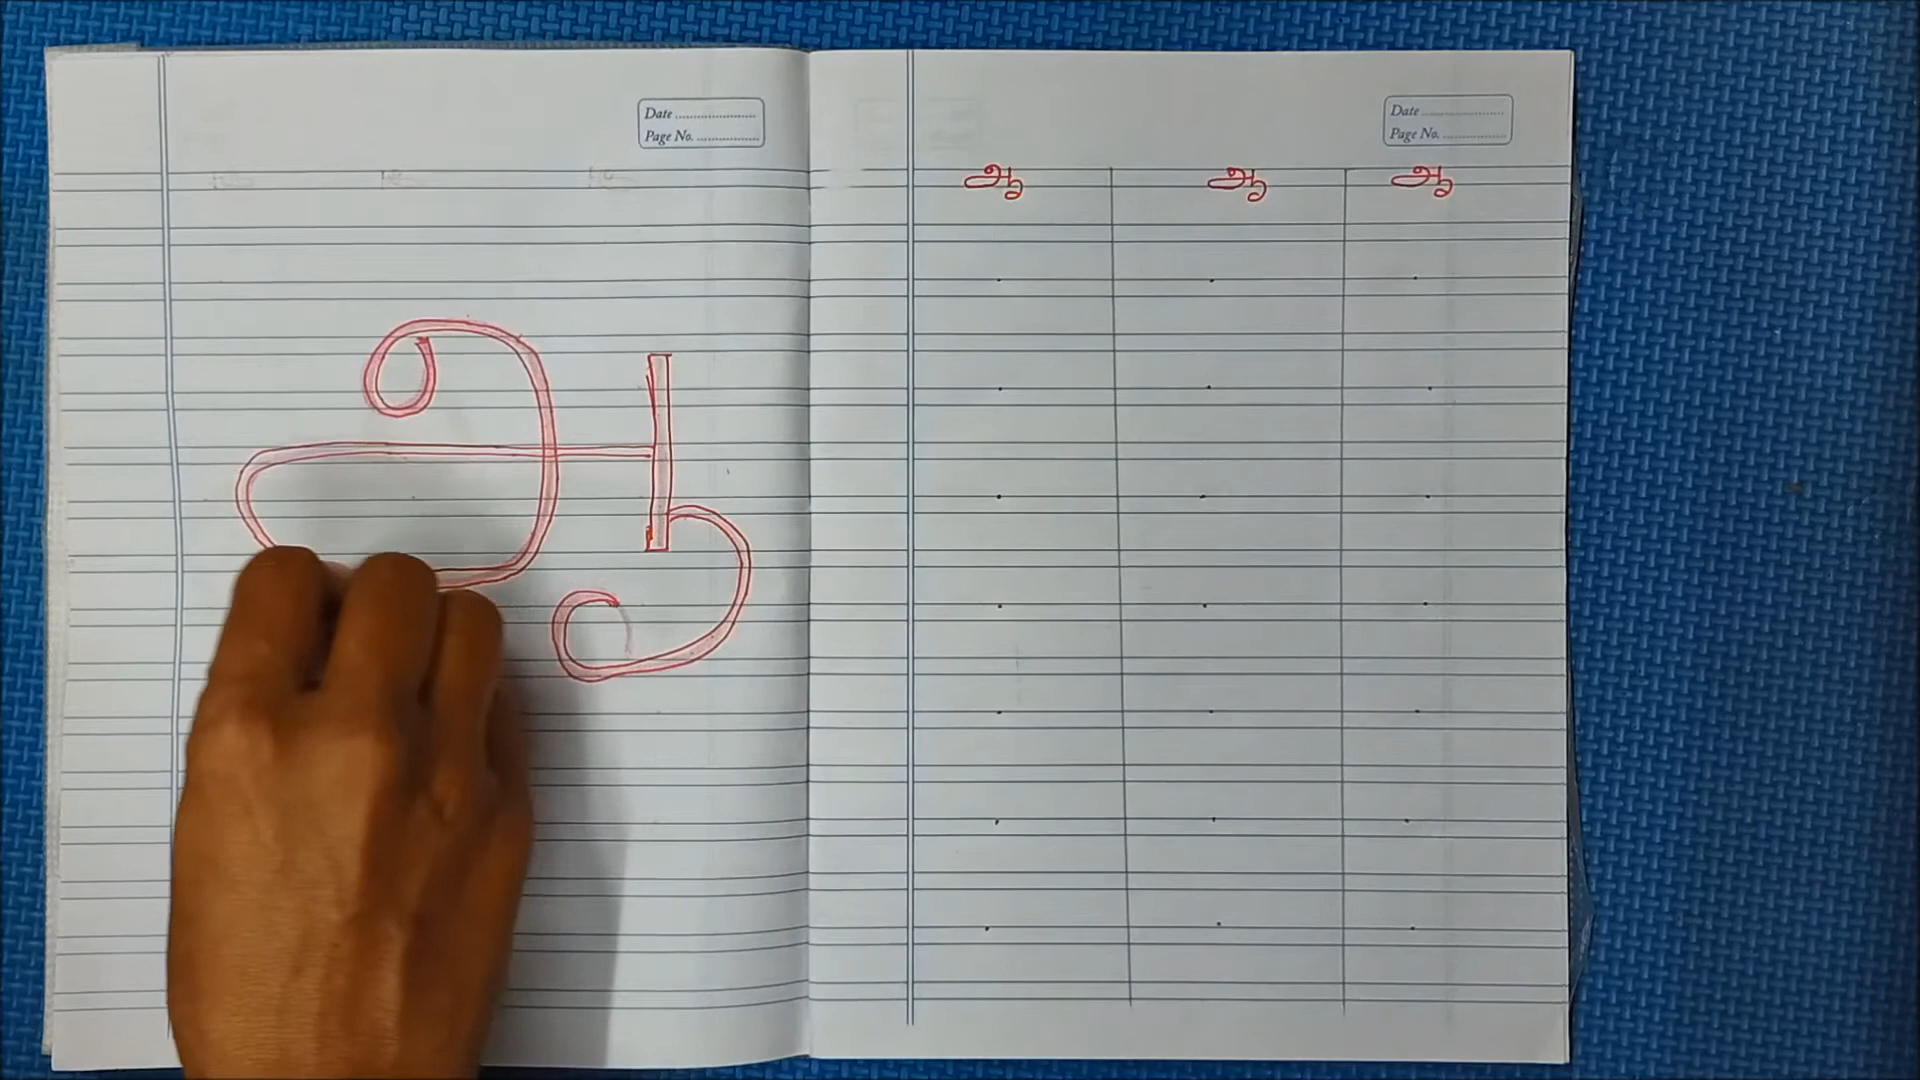 Date
Page No.
ஆ
Date
Page No.
ஆ ஆ ஆ